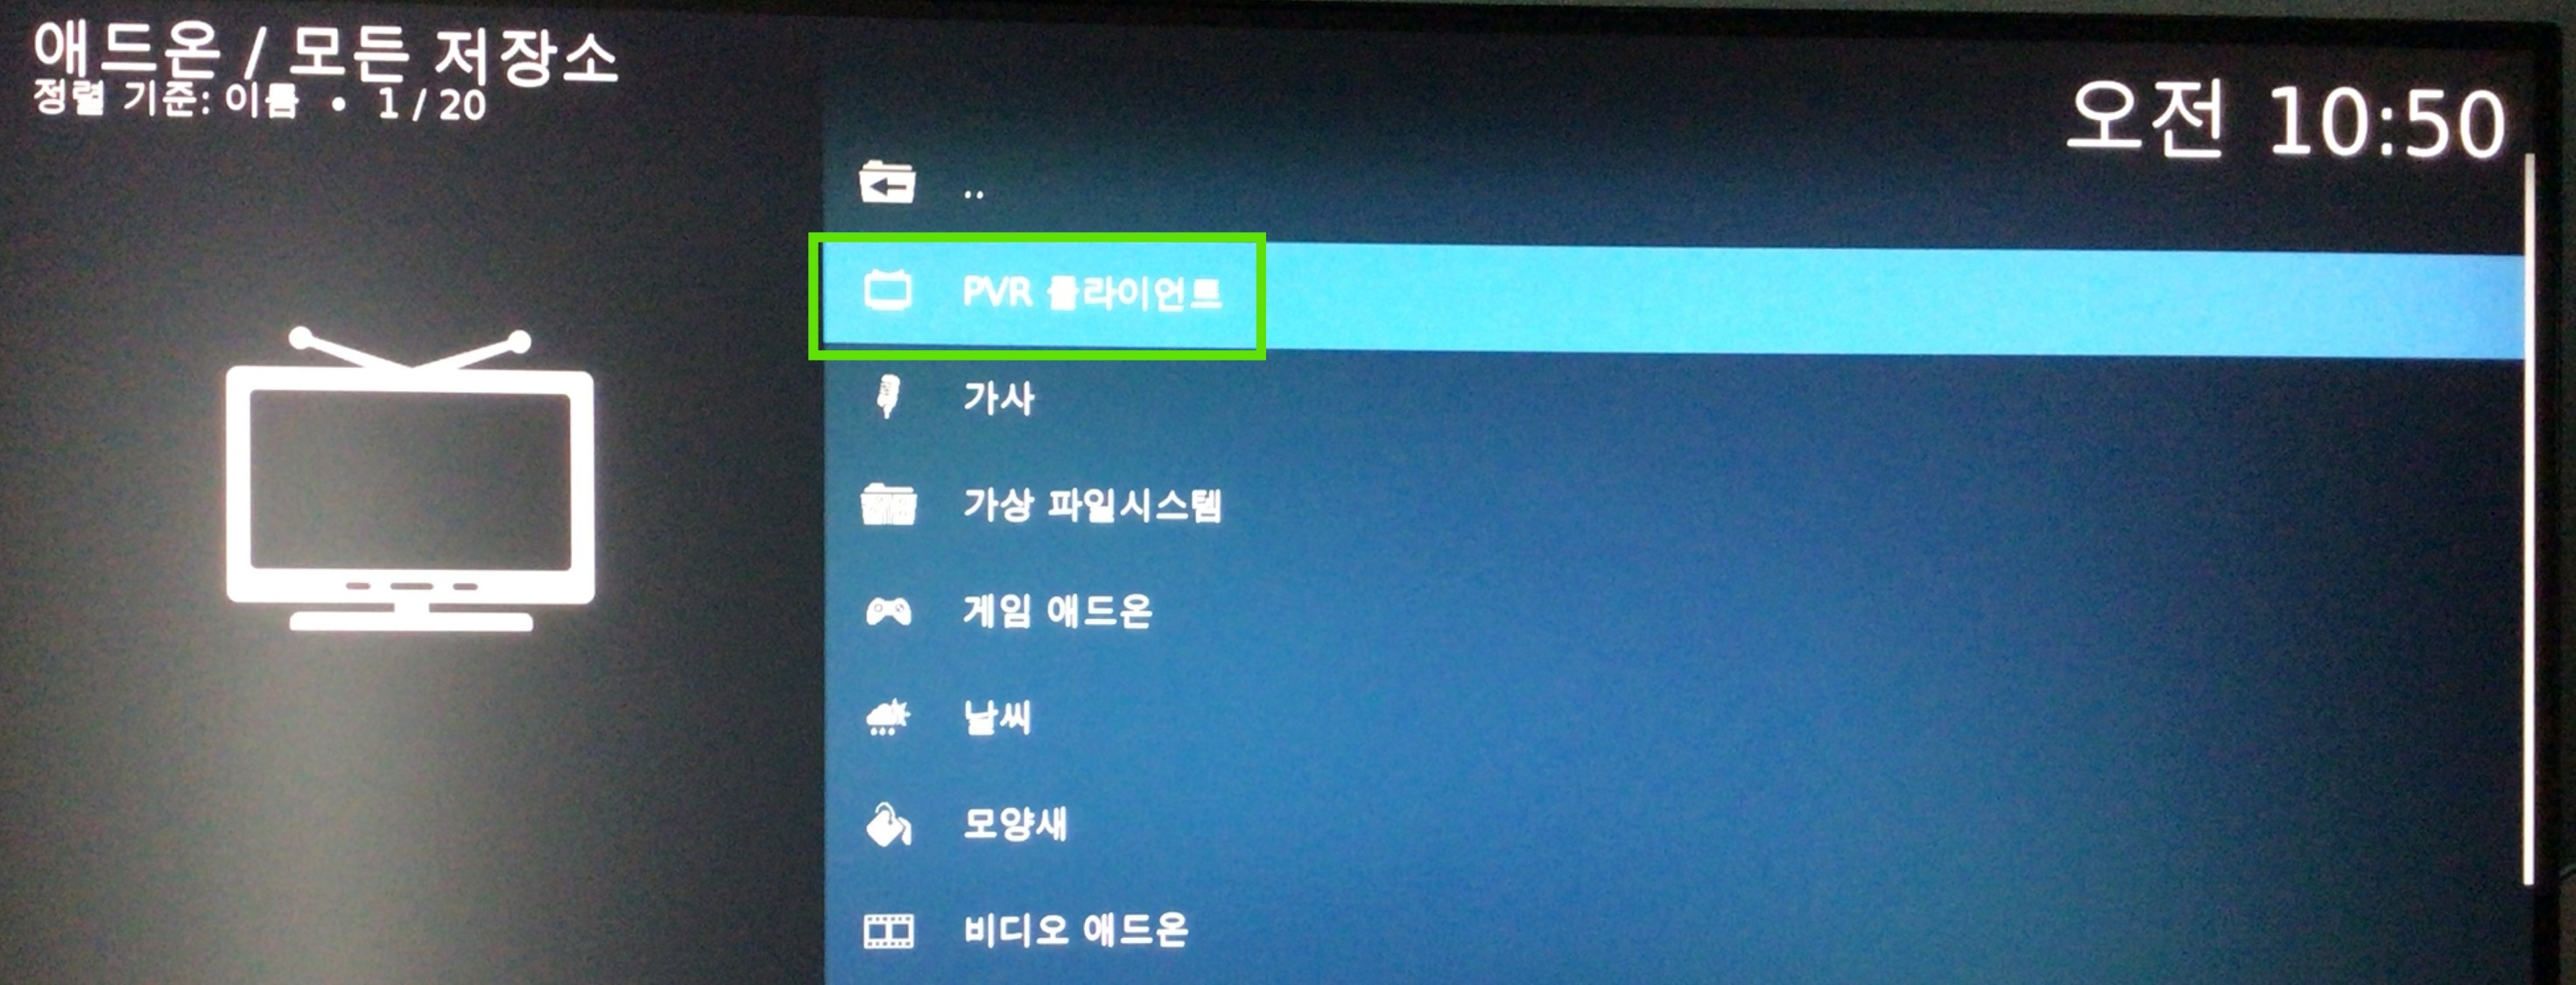 애드온 / 모든 저장소
정렬 기준: 이름 • 1 / 20
오전 10:50
..
PVR 클라이언트
가사
가상 파일시스템
게임 애드온
날씨
모양새
비디오 애드온